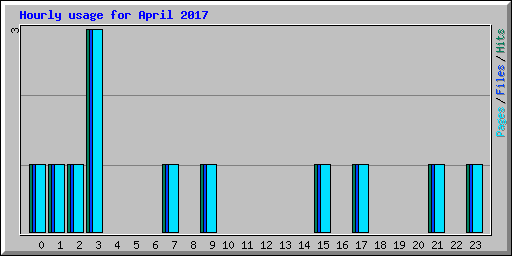 Hourly usage for April 2017
3
Pages/Files/Hits
0 1 2 3 4 5 6 7 8 9 10 11 12 13 14 15 16 17 18 19 20 21 22 23